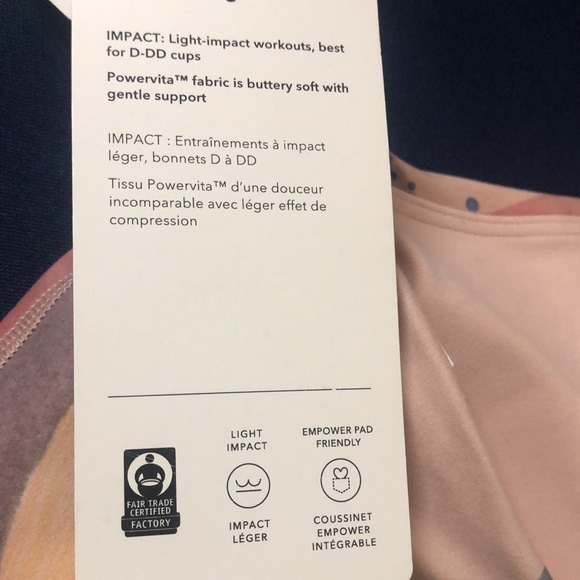 IMPACT: Light-impact workouts, best
for D-DD cups
Powervita™ fabric is buttery soft with
gentle support
IMPACT : Entraînements à impact
léger, bonnets D à DD
Tissu Powervita™ d'une douceur
incomparable avec léger effet de
compression
FAIR TRADE
CERTIFIED
FACTORY
LIGHT
IMPACT
IMPACT
LÉGER
EMPOWER PAD
FRIENDLY
COUSSINET
EMPOWER
INTÉGRABLE